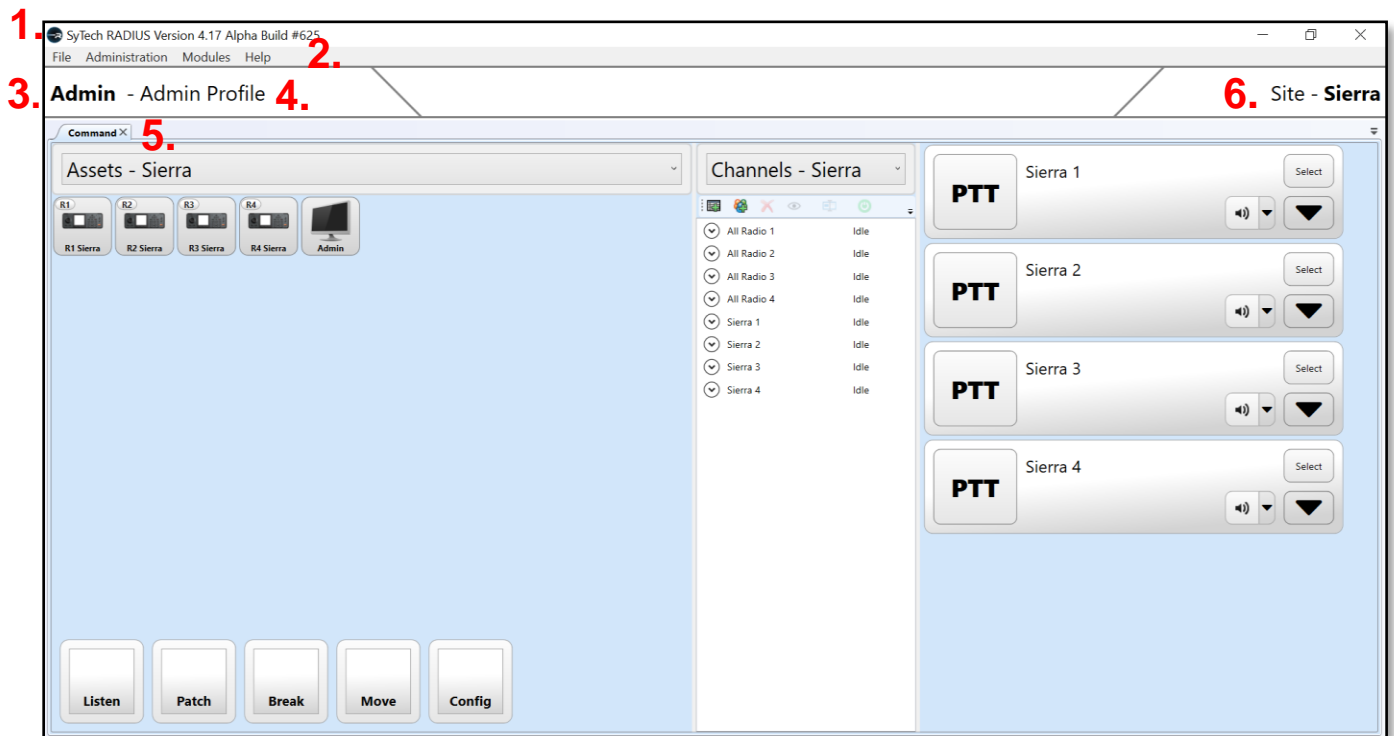 1.
SyTech RADIUS Version 4.17 Alpha Build #625
File Administration Modules Help
2.
3.
Admin - Admin Profile
4.
6.
Site - Sierra
Command
5.
Assets - Sierra
R1
R1 Sierra
R2
R2 Sierra
R3
R3 Sierra
R4
R4 Sierra
Admin
Listen
Patch
Break
Move
Config
Channels - Sierra
All Radio 1 Idle
All Radio 2 Idle
All Radio 3 Idle
All Radio 4 Idle
Sierra 1 Idle
Sierra 2 Idle
Sierra 3 Idle
Sierra 4 Idle
PTT
Sierra 1
Select
PTT
Sierra 2
Select
PTT
Sierra 3
Select
PTT
Sierra 4
Select